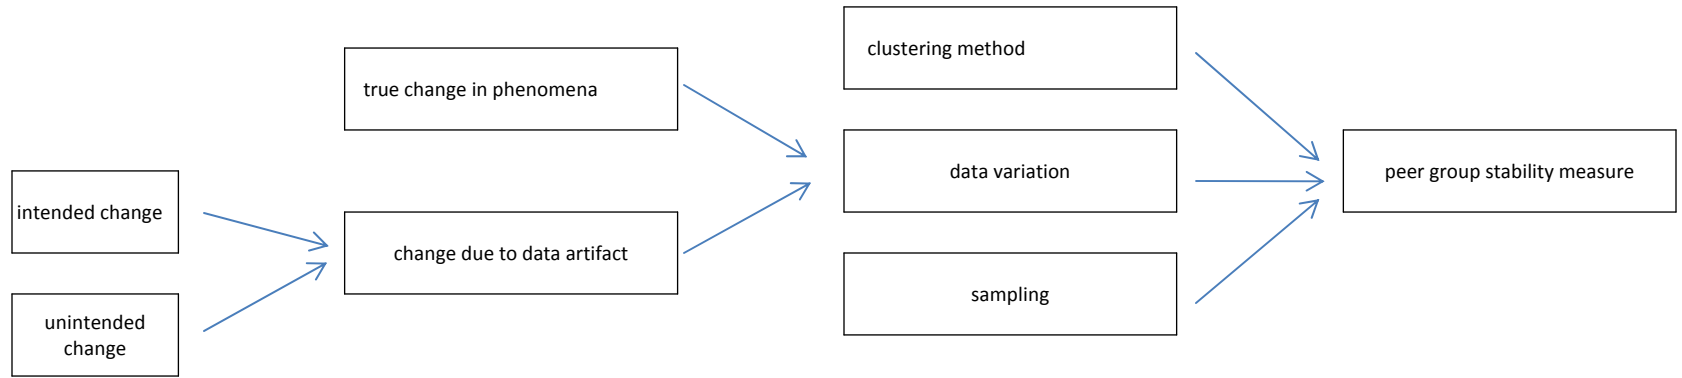 clustering method
true change in phenomena
data variation
peer group stability measure
intended change
change due to data artifact
sampling
unintended
change